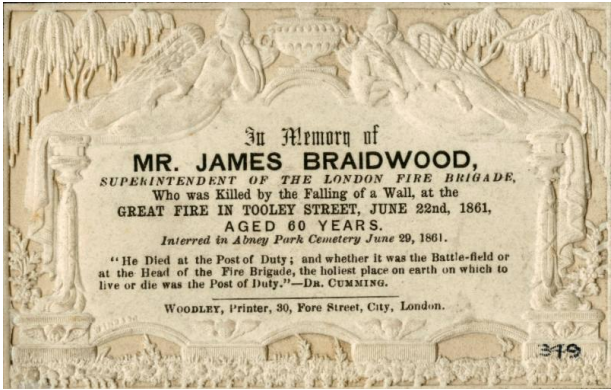 In Memory of
MR. JAMES BRAIDWOOD,
SUPERINTENDENT OF THE LONDON FIRE BRIGADE,
Who was Killed by the Falling of a Wall, at the
GREAT FIRE IN TOOLEY STREET, JUNE 22nd, 1861,
AGED 60 YEARS.
Interred in Abney Park Cemetery June 29, 1861.
"He Died at the Post of Duty; and whether it was the Battle-field or
at the Head of the Fire Brigade, the holiest place on earth on which to
live or die was the Post of Duty."—DR. CUMMING.
WOODLEY, Printer, 30, Fore Street, City, London.
349